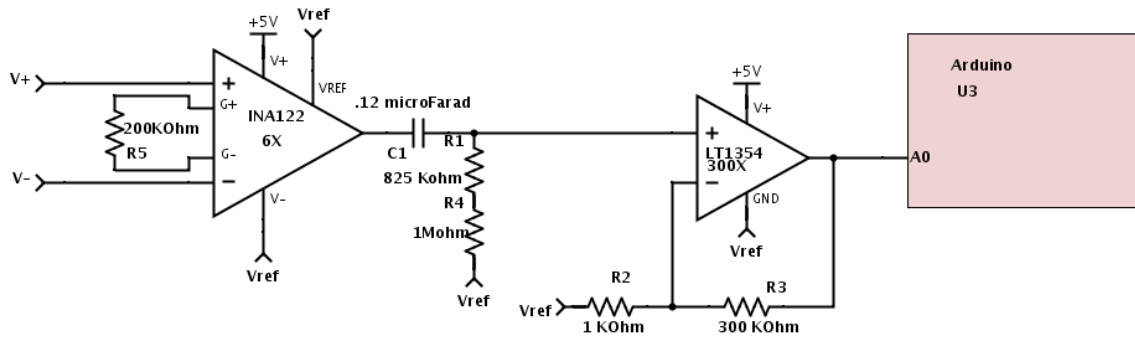 Vref
+5V
V+
V+
VREF
G+
INA122
6X
200KOhm
R5
G-
V-
V-
Vref
.12 microFarad
C1
R1
825 Kohm
R4
1Mohm
Vref
+5V
V+
LT1354
300X
GND
Vref
Arduino
U3
A0
R2
Vref
1 KOhm
R3
300 KOhm